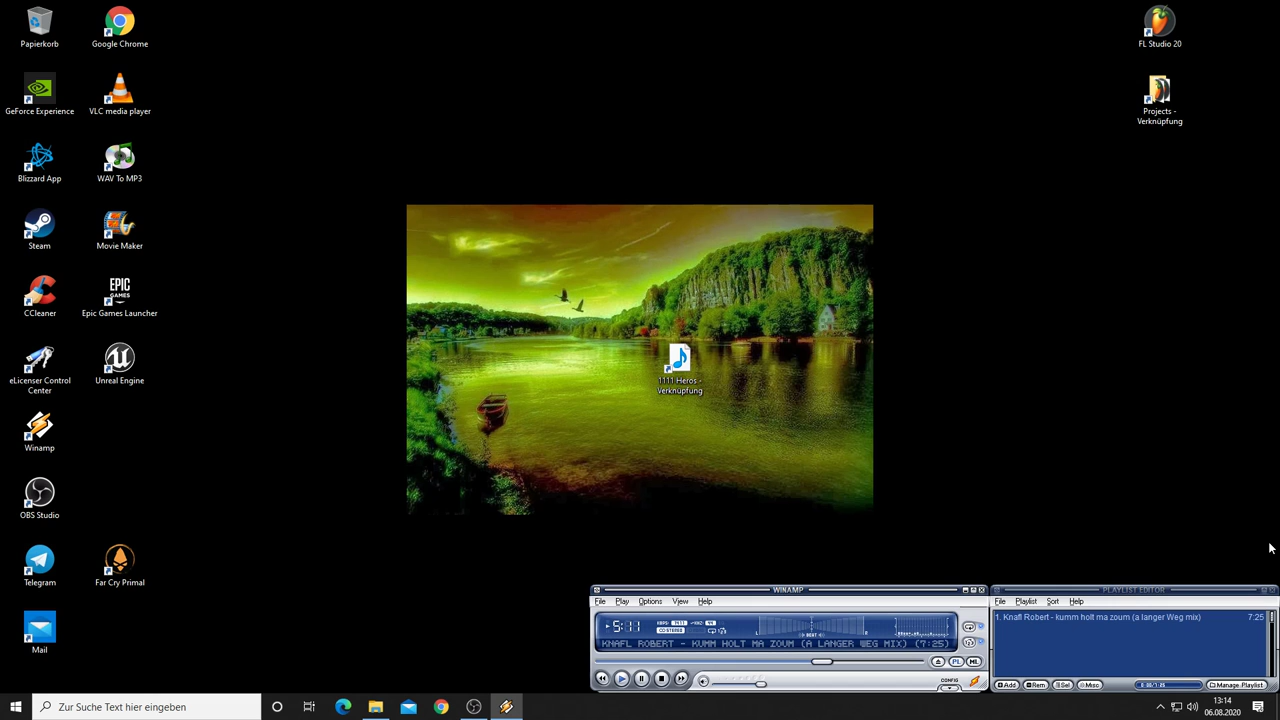 Papierkorb
Google Chrome
GeForce Experience
VLC media player
Blizzard App
WAV To MP3
Steam
Movie Maker
CCleaner
EPIC
GAMES
Epic Games Launcher
eLicenser Control
Center
Unreal Engine
Winamp
OBS Studio
Telegram
Far Cry Primal
Mail
FL Studio 20
Projects -
Verknüpfung
1111 Heros -
Verknüpfung
WINAMP
File Play Options View Help
5:17
KNAFL ROBERT - KUMM HOLT MA ZOUM (A LANGER WEG MIX) (7:25)
PL ML
CONFIG
PLAYLIST EDITOR
File Playlist Sort Help
1. Knafl Robert - kumm holt ma zoum (a langer Weg mix) 7:25
Add Rem Sel Misc Manage Playlist
Zur Suche Text hier eingeben
13:14
06.08.2020